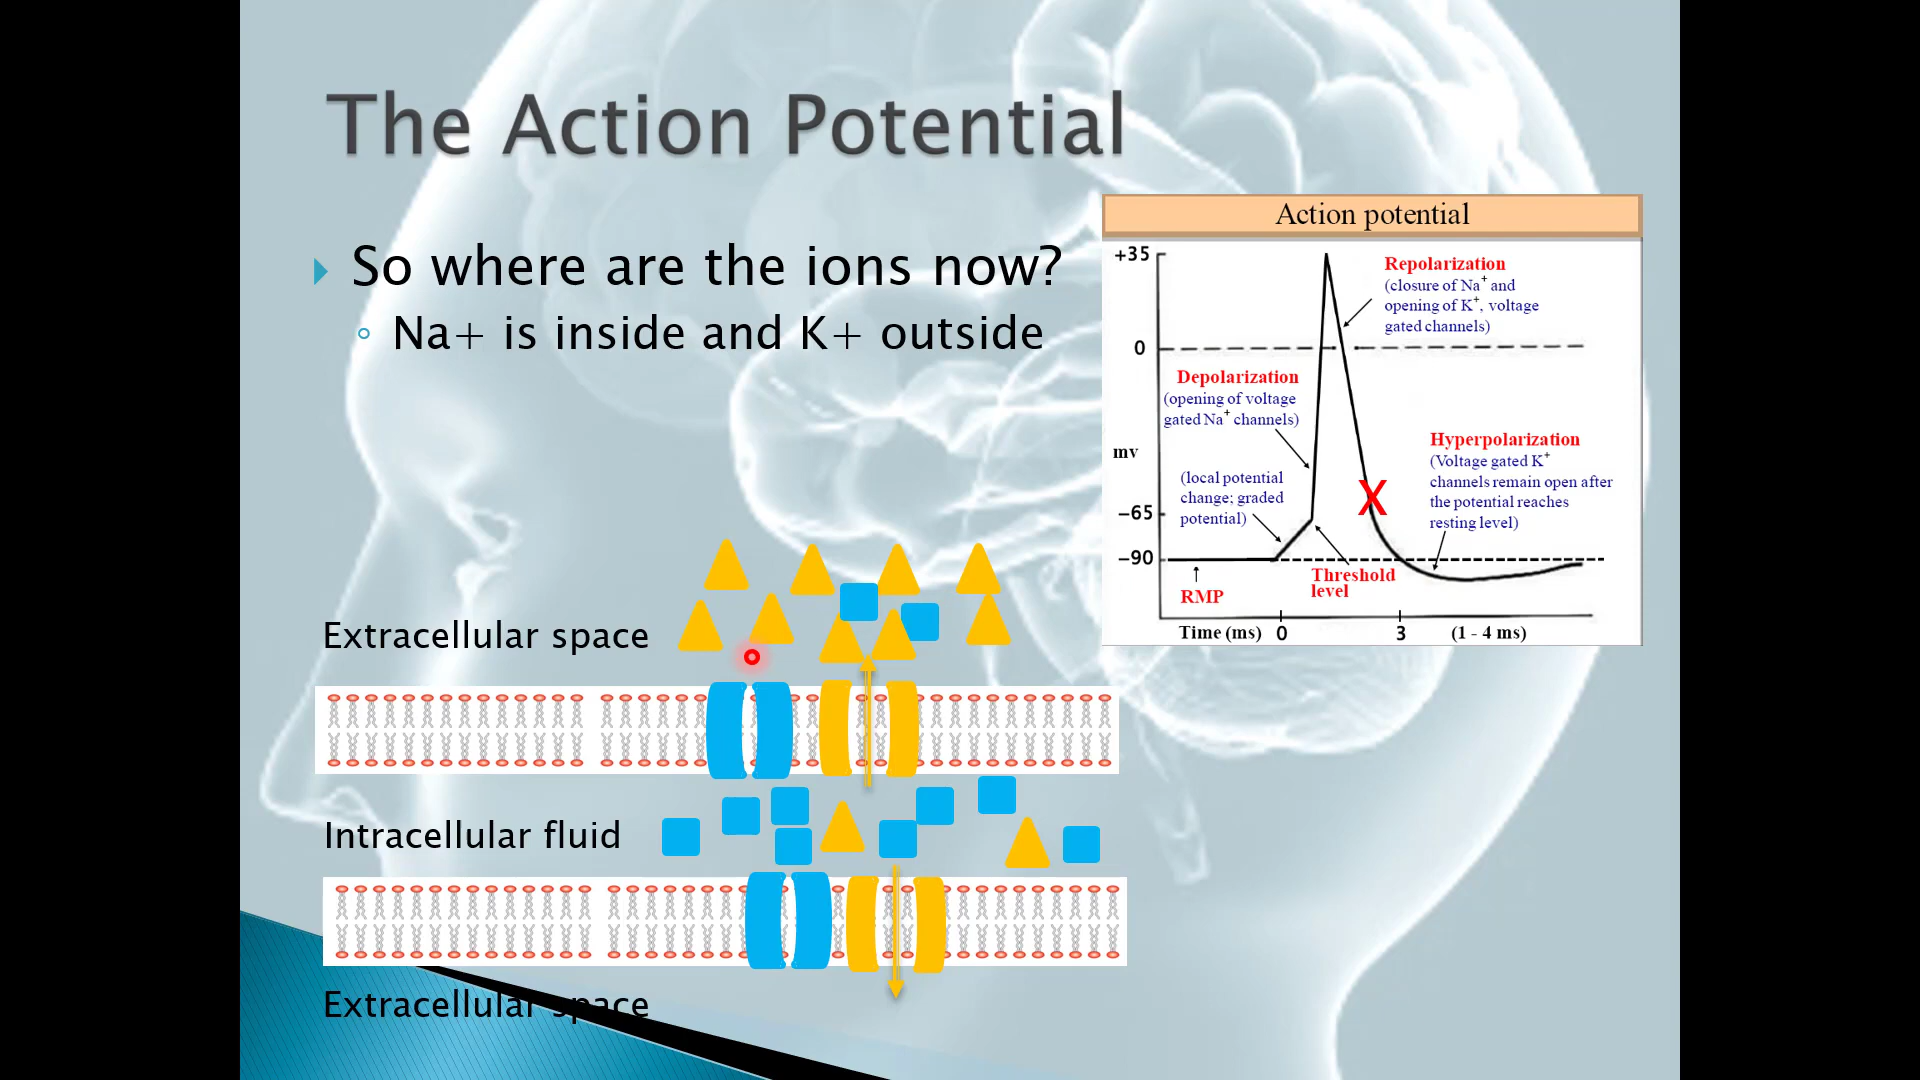 The Action Potential
So where are the ions now?
Na+ is inside and K+ outside
Action potential
+35
0
mv
-65
-90
Repolarization
(closure of Na+ and
opening of K+, voltage
gated channels)
Depolarization
(opening of voltage
gated Na+ channels)
(local potential
change; graded
potential)
Hyperpolarization
(Voltage gated K+
channels remain open after
the potential reaches
resting level)
X
Threshold
level
RMP
Time (ms) 0 3 (1 - 4 ms)
Extracellular space
Intracellular fluid
Extracellular space